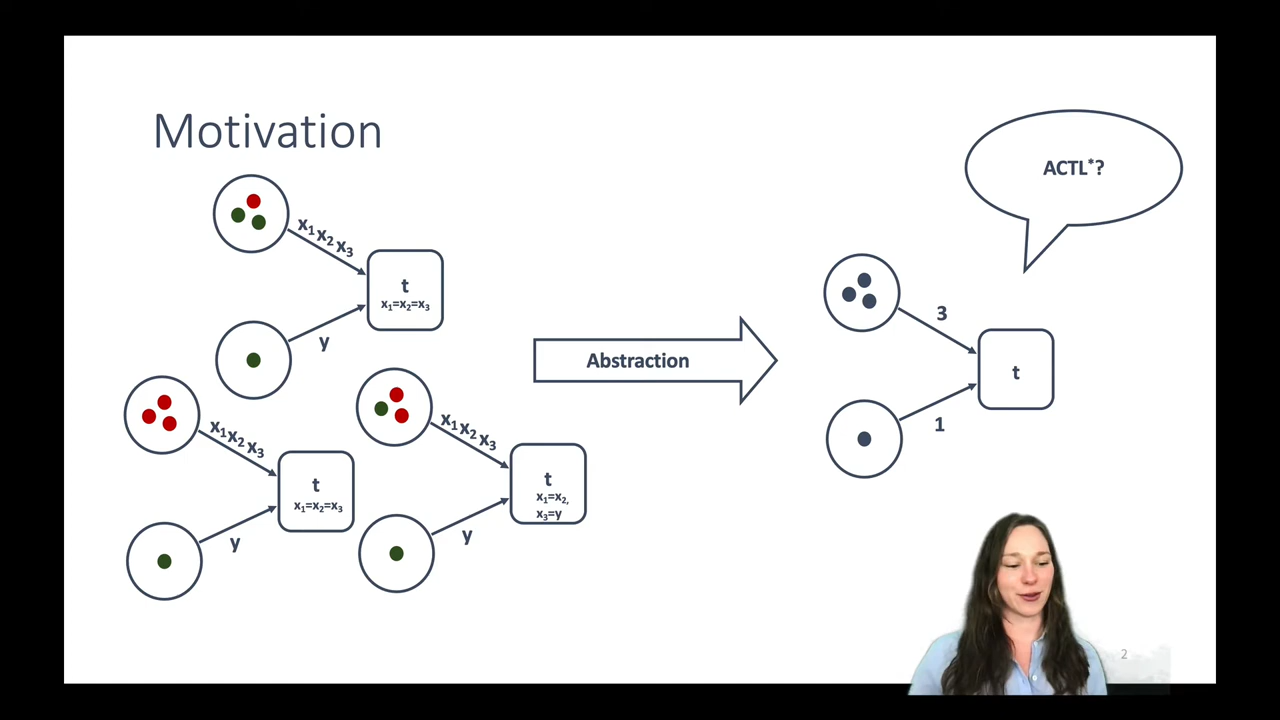 Motivation
ACTL*?
x₁x₂x₃
t
x₁=x₂=x₃
y
x₁x₂x₃
t
x₁=x₂=x₃
y
x₁x₂x₃
t
x₁=x₂,
x₃=y
y
Abstraction
3
t
1
2